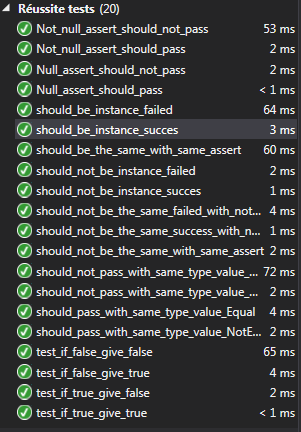 Réussite tests (20)
Not_null_assert_should_not_pass 53 ms
Not_null_assert_should_pass 2 ms
Null_assert_should_not_pass 2 ms
Null_assert_should_pass < 1 ms
should_be_instance_failed 64 ms
should_be_instance_succes 3 ms
should_be_the_same_with_same_assert 60 ms
should_not_be_instance_failed 2 ms
should_not_be_instance_succes 1 ms
should_not_be_the_same_failed_with_not... 4 ms
should_not_be_the_same_success_with_n... 1 ms
should_not_be_the_same_with_same_assert 2 ms
should_not_pass_with_same_type_value_... 72 ms
should_not_pass_with_same_type_value_... 2 ms
should_pass_with_same_type_value_Equal 4 ms
should_pass_with_same_type_value_NotE... 2 ms
test_if_false_give_false 65 ms
test_if_false_give_true 4 ms
test_if_true_give_false 2 ms
test_if_true_give_true < 1 ms